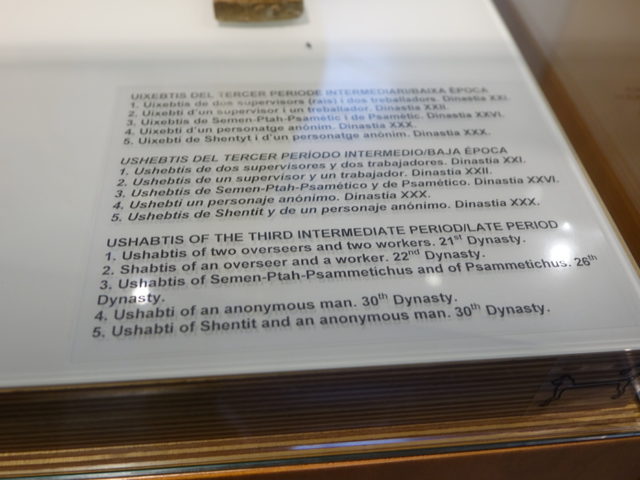 UIXEBTIS DEL TERCER PERIODE INTERMEDIARI/BAIXA ÈPOCA
1. Uixebtis de dos supervisors (rais) i dos treballadors. Dinastia XXI.
2. Uixebtis d'un supervisor i un treballador. Dinastia XXII.
3. Uixebtis de Semen-Ptah-Psamètic i de Psamètic. Dinastia XXVI.
4. Uixebti d'un personatge anònim. Dinastia XXX.
5. Uixebtis de Shentyt i d'un personatge anònim. Dinastia XXX.
USHEBTIS DEL TERCER PERÍODO INTERMEDIO/BAJA ÉPOCA
1. Ushebtis de dos supervisores y dos trabajadores. Dinastía XXI.
2. Ushebtis de un supervisor y un trabajador. Dinastía XXII.
3. Ushebtis de Semen-Ptah-Psamético y de Psamético. Dinastía XXVI.
4. Ushebti un personaje anónimo. Dinastía XXX.
5. Ushebtis de Shentit y de un personaje anónimo. Dinastía XXX.
USHABTIS OF THE THIRD INTERMEDIATE PERIOD/LATE PERIOD
1. Ushabtis of two overseers and two workers. 21st Dynasty.
2. Shabtis of an overseer and a worker. 22nd Dynasty.
3. Ushabtis of Semen-Ptah-Psammetichus and of Psammetichus. 26th
Dynasty.
4. Ushabti of an anonymous man. 30th Dynasty.
5. Ushabti of Shentit and an anonymous man. 30th Dynasty.